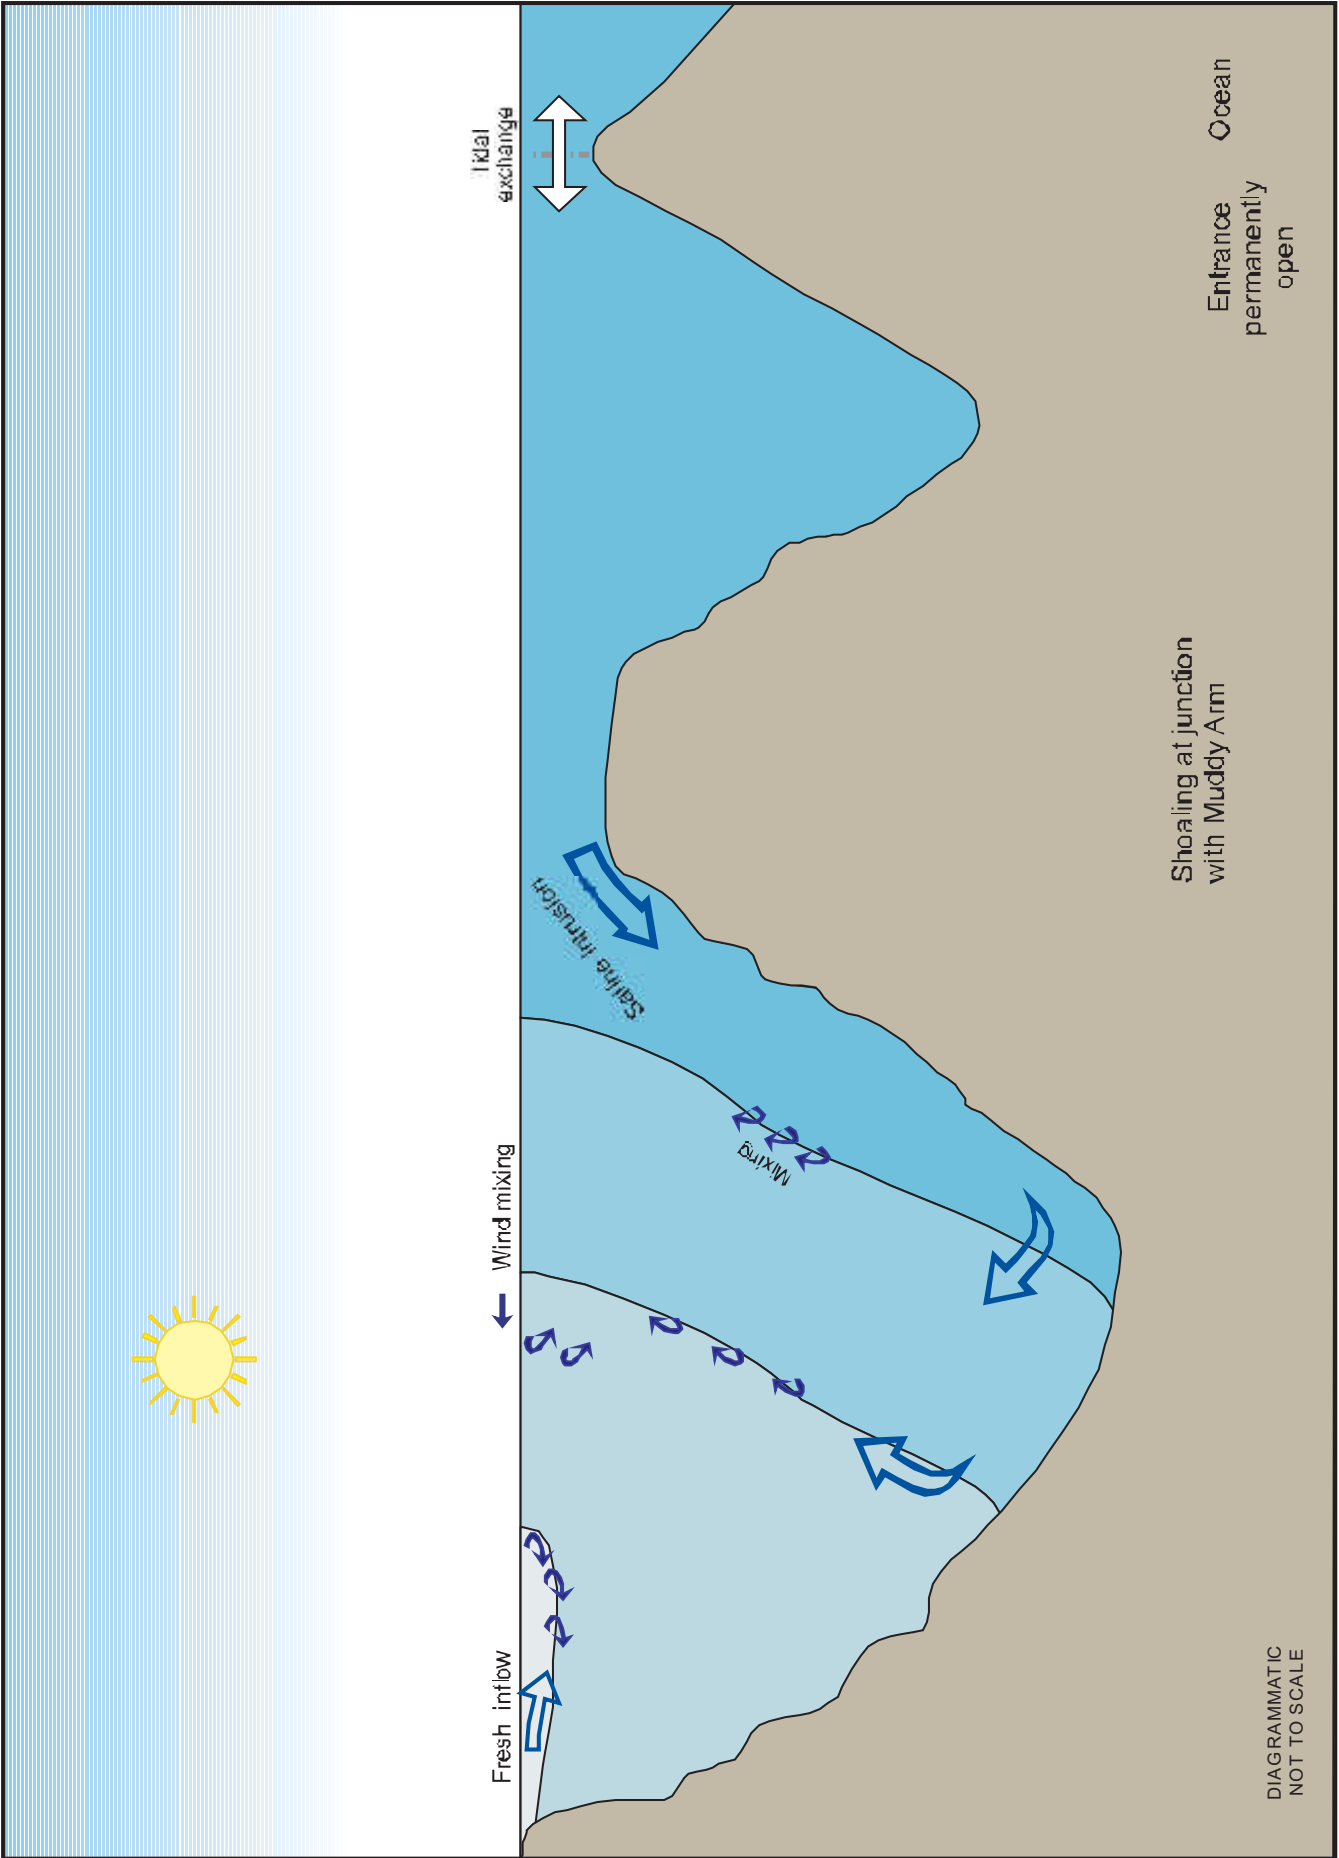 Fresh inflow
Wind mixing
Tidal
exchange
Saline intrusion
Mixing
Shoaling at junction
with Muddy Arm
Entrance
permanently
open
Ocean
DIAGRAMMATIC
NOT TO SCALE